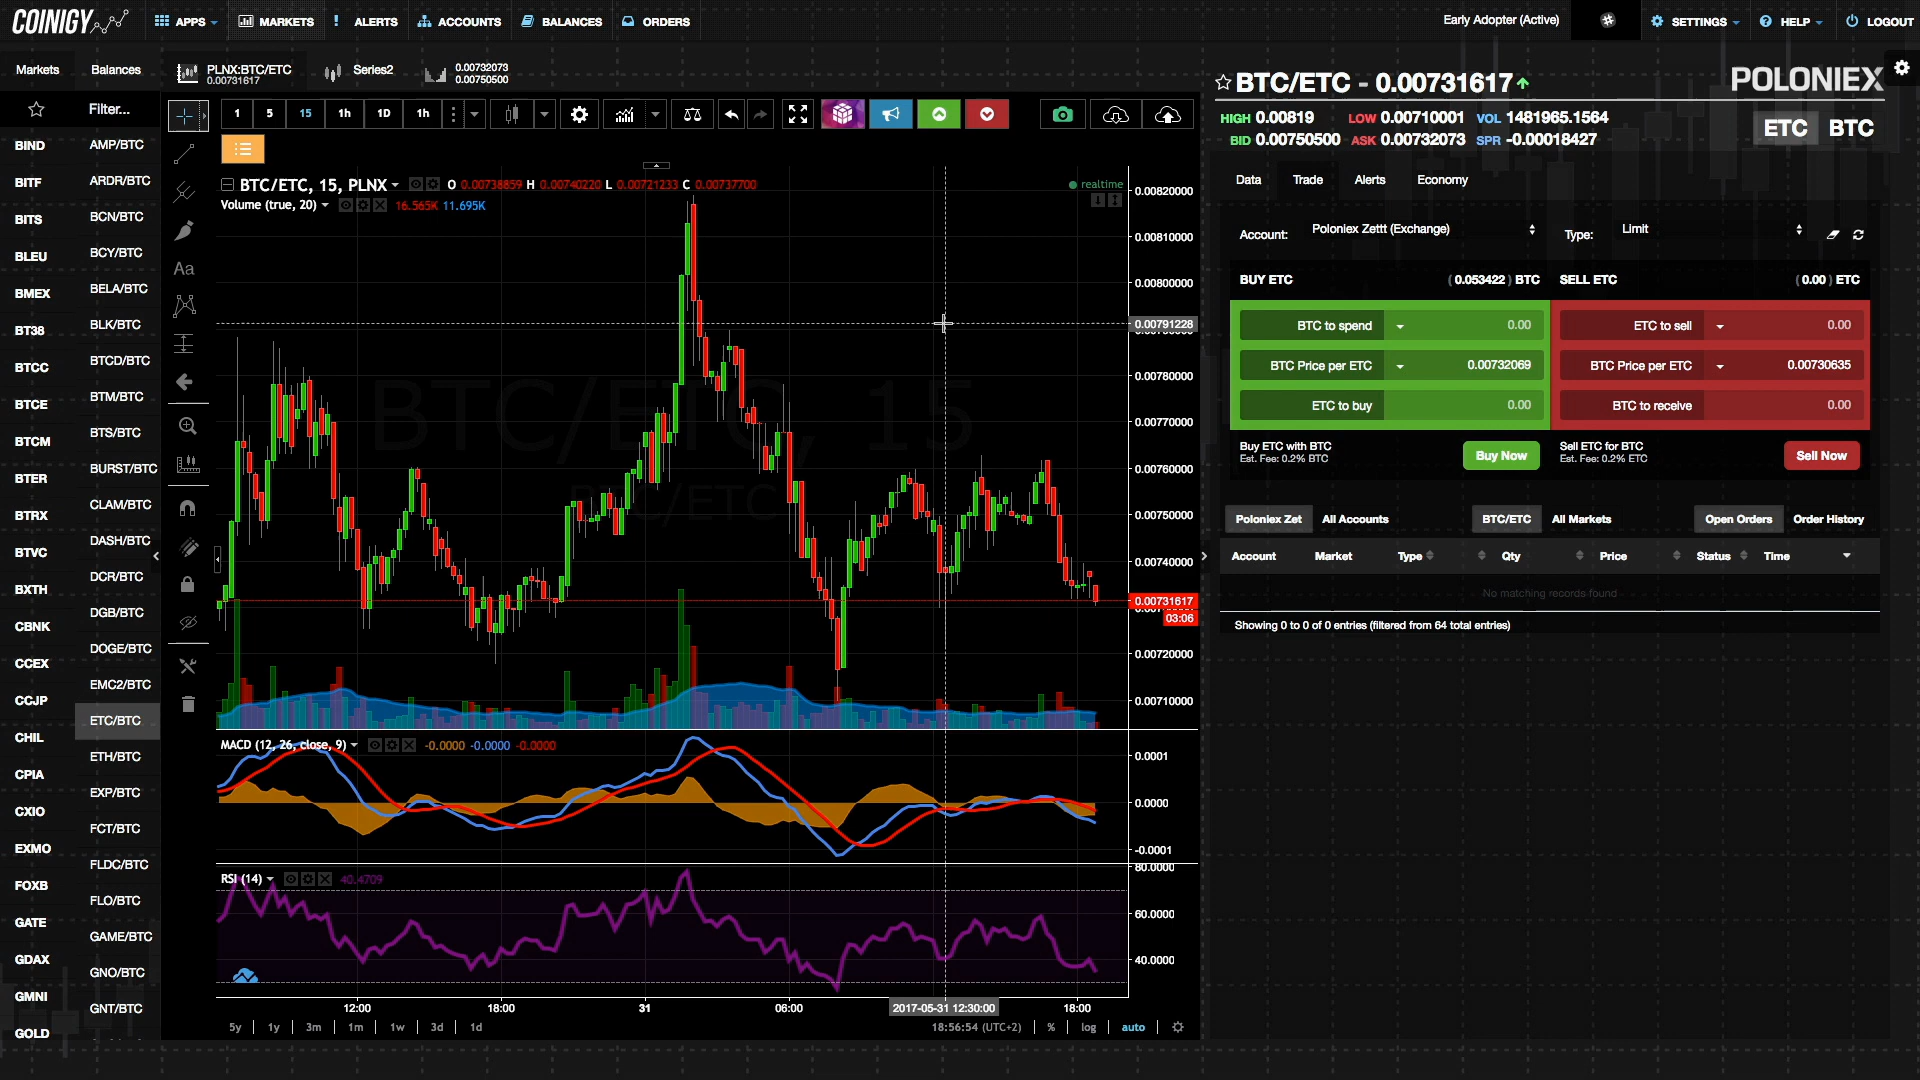 COINIGY
APPS
MARKETS
ALERTS
ACCOUNTS
BALANCES
ORDERS
Early Adopter (Active)
SETTINGS
HELP
LOGOUT
Markets
Balances
PLNX:BTC/ETC
0.00731617
Series2
0.00732073
0.00750500
Filter...
BIND
BITF
BITS
BLEU
BMEX
BT38
BTCC
BTCE
BTCM
BTER
BTRX
BTVC
BXTH
CBNK
CCEX
CCJP
CHIL
CPIA
CXIO
EXMO
FOXB
GATE
GDAX
GMNI
GOLD
AMP/BTC
ARDR/BTC
BCN/BTC
BCY/BTC
BELA/BTC
BLK/BTC
BTCD/BTC
BTM/BTC
BTS/BTC
BURST/BTC
CLAM/BTC
DASH/BTC
DCR/BTC
DGB/BTC
DOGE/BTC
EMC2/BTC
ETC/BTC
ETH/BTC
EXP/BTC
FCT/BTC
FLDC/BTC
FLO/BTC
GAME/BTC
GNO/BTC
GNT/BTC
1 5 15 1h 1D 1h
Aa
BTC/ETC, 15, PLNX O 0.00738859 H 0.00740220 L 0.00721233 C 0.00737700
realtime
Volume (true, 20) 16.565K 11.695K
BTC/ETC, 15
BTC/ETC
0.00820000
0.00810000
0.00800000
0.00791228
0.00780000
0.00770000
0.00760000
0.00750000
0.00740000
0.00731617
03:06
0.00720000
0.00710000
MACD (12, 26, close, 9) -0.0000 -0.0000 -0.0000
0.0001
0.0000
-0.0001
RSI (14) 40.4709
80.0000
60.0000
40.0000
12:00 18:00 31 06:00 2017-05-31 12:30:00 18:00
5y 1y 3m 1m 1w 3d 1d
18:56:54 (UTC+2) % log auto
BTC/ETC - 0.00731617
POLONIEX
HIGH 0.00819 LOW 0.00710001 VOL 1481965.1564
BID 0.00750500 ASK 0.00732073 SPR -0.00018427
ETC BTC
Data Trade Alerts Economy
Account: Poloniex Zettt (Exchange) Type: Limit
BUY ETC (0.053422) BTC
SELL ETC (0.00) ETC
BTC to spend 0.00
BTC Price per ETC 0.00732069
ETC to buy 0.00
ETC to sell 0.00
BTC Price per ETC 0.00730635
BTC to receive 0.00
Buy ETC with BTC
Est. Fee: 0.2% BTC
Buy Now
Sell ETC for BTC
Est. Fee: 0.2% ETC
Sell Now
Poloniex Zet All Accounts BTC/ETC All Markets Open Orders Order History
Account Market Type Qty Price Status Time
No matching records found
Showing 0 to 0 of 0 entries (filtered from 64 total entries)